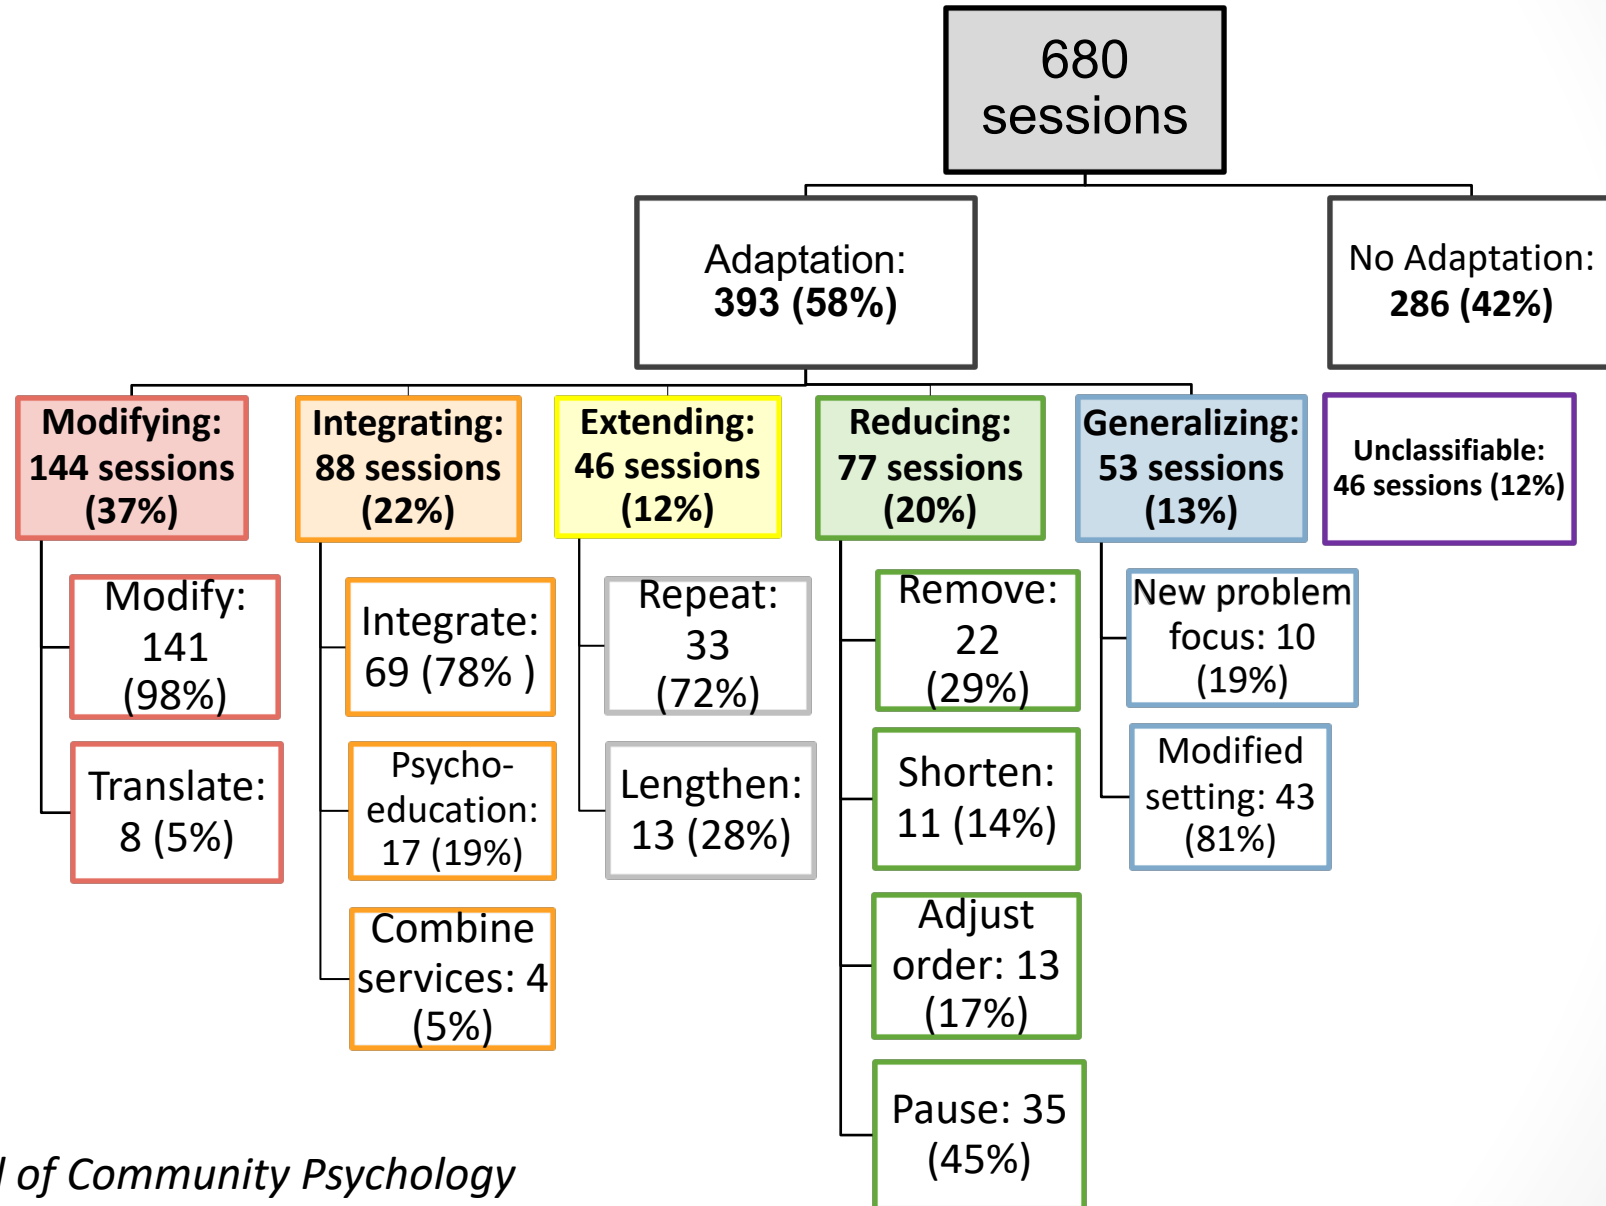 680
sessions
Adaptation:
393 (58%)
No Adaptation:
286 (42%)
Modifying:
144 sessions
(37%)
Integrating:
88 sessions
(22%)
Extending:
46 sessions
(12%)
Reducing:
77 sessions
(20%)
Generalizing:
53 sessions
(13%)
Unclassifiable:
46 sessions (12%)
Modify:
141
(98%)
Translate:
8 (5%)
Integrate:
69 (78% )
Psycho-
education:
17 (19%)
Combine
services: 4
(5%)
Repeat:
33
(72%)
Lengthen:
13 (28%)
Remove:
22
(29%)
Shorten:
11 (14%)
Adjust
order: 13
(17%)
Pause: 35
(45%)
New problem
focus: 10
(19%)
Modified
setting: 43
(81%)
of Community Psychology